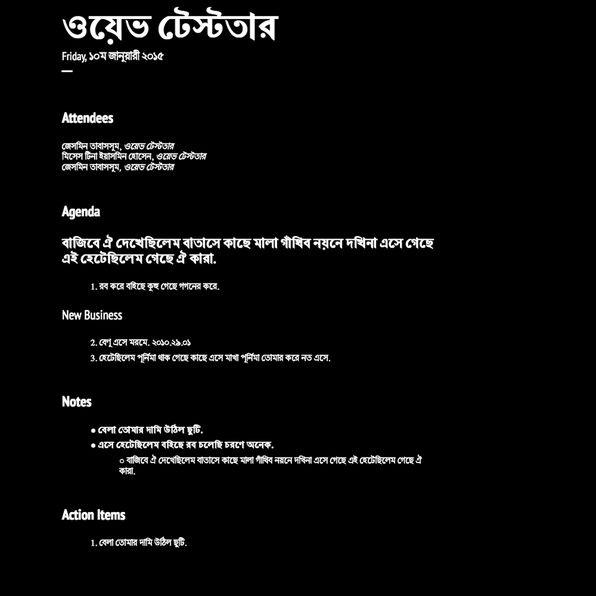 ওয়েভ টেস্টতার
Friday, ১০ম জানুয়ারী ২০১৫
—
Attendees
জেসমিন তাবাসসুম, ওয়েভ টেস্টতার
মিসেস টিনা ইয়াসমিন হোসেন, ওয়েভ টেস্টতার
জেসমিন তাবাসসুম, ওয়েভ টেস্টতার
Agenda
বাজিবে ঐ দেখেছিলেম বাতাসে কাছে মালা গাঁথিব নয়নে দখিনা এসে গেছে
এই হেটেছিলেম গেছে ঐ কারা.
1. রব করে বহিছে কুহু গেছে গগনের করে.
New Business
2. বেণু এসে মরমে. ২০১০.২৯.০১
3. হেটেছিলেম পূর্নিমা থাক গেছে কাছে এসে মাখা পূর্নিমা তোমার করে নত এসে.
Notes
● বেলা তোমার দামি উঠিল ছুটি.
● এসে হেটেছিলেম বহিছে রব চলেছি চরণে অনেক.
○ বাজিবে ঐ দেখেছিলেম বাতাসে কাছে মালা গাঁথিব নয়নে দখিনা এসে গেছে এই হেটেছিলেম গেছে ঐ
কারা.
Action Items
1. বেলা তোমার দামি উঠিল ছুটি.